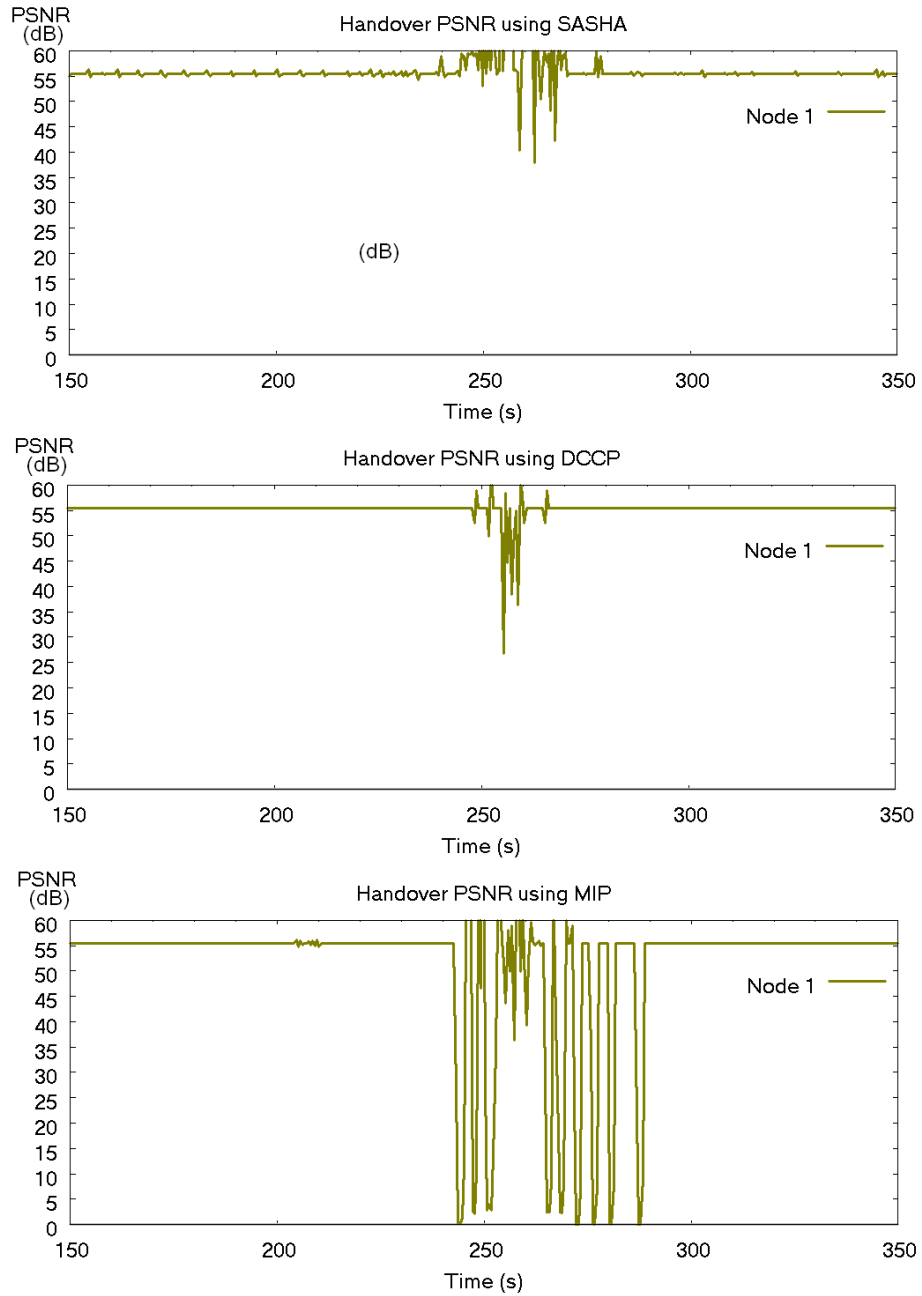 PSNR
(dB)
Handover PSNR using SASHA
60
55
50
45
40
35
30
25
20
15
10
5
0
Node 1
(dB)
150 200 250 300 350
Time (s)
PSNR
(dB)
Handover PSNR using DCCP
60
55
50
45
40
35
30
25
20
15
10
5
0
Node 1
150 200 250 300 350
Time (s)
PSNR
(dB)
Handover PSNR using MIP
60
55
50
45
40
35
30
25
20
15
10
5
0
Node 1
150 200 250 300 350
Time (s)